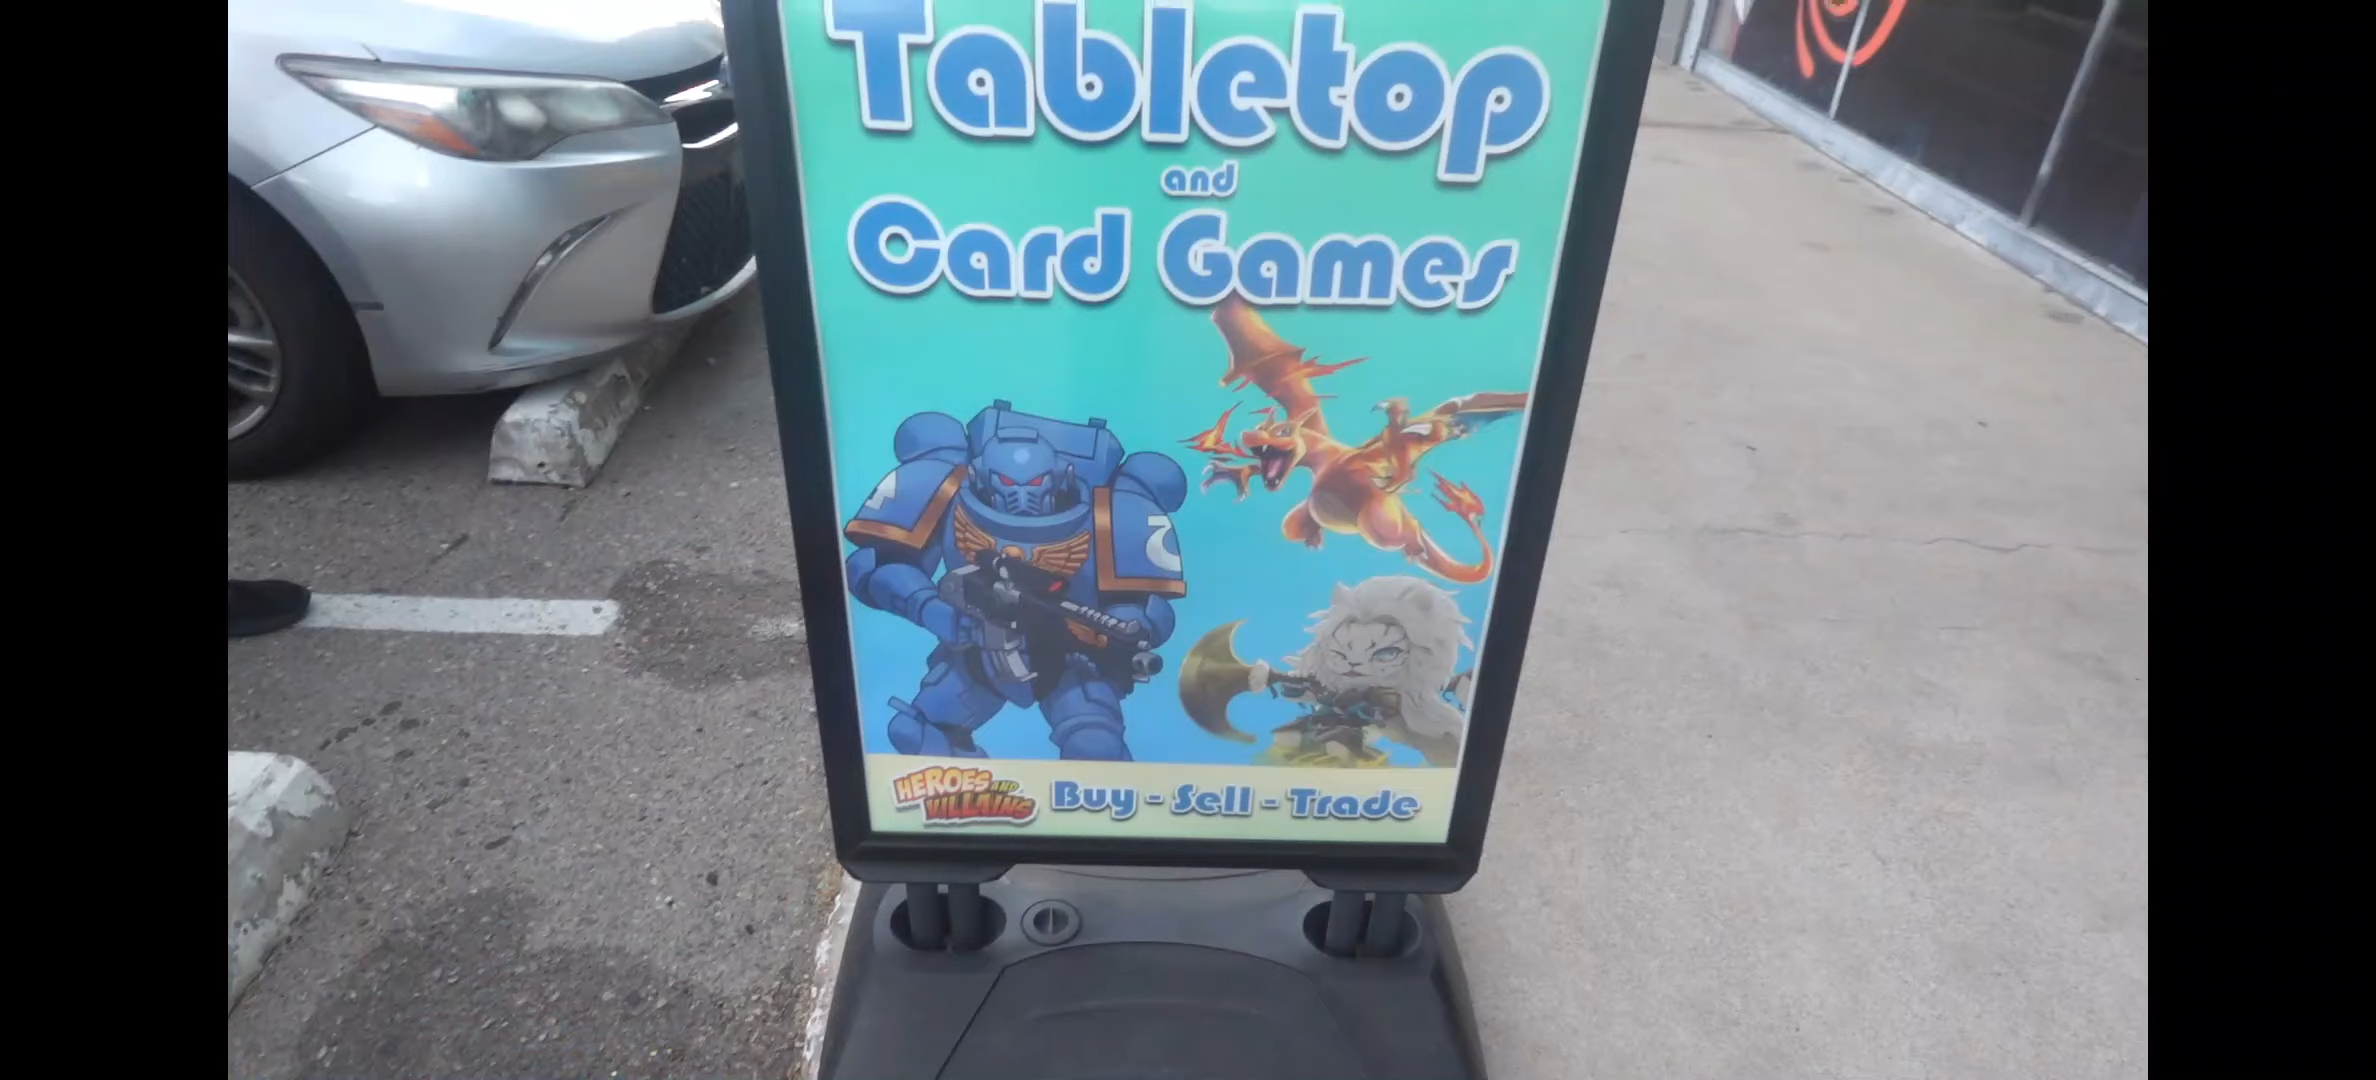 Tabletop
and
Card Games
HEROES AND
VILLAINS
Buy - Sell - Trade